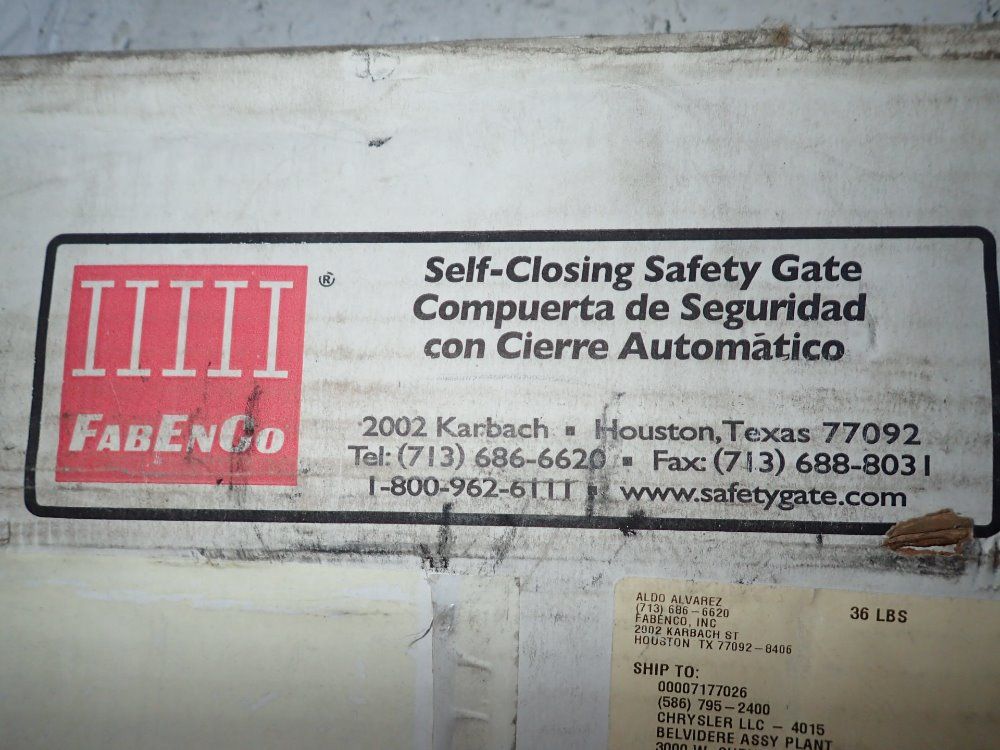 FABENCO
®
Self-Closing Safety Gate
Compuerta de Seguridad
con Cierre Automático
2002 Karbach ▪ Houston, Texas 77092
Tel: (713) 686-6620 ▪ Fax: (713) 688-8031
1-800-962-6111 ▪ www.safetygate.com
ALDO ALVAREZ
(713) 686-6620
FABENCO, INC
2002 KARBACH ST
HOUSTON TX 77092-8406
36 LBS
SHIP TO:
00007177026
(586) 795-2400
CHRYSLER LLC - 4015
BELVIDERE ASSY PLANT
3000 W.